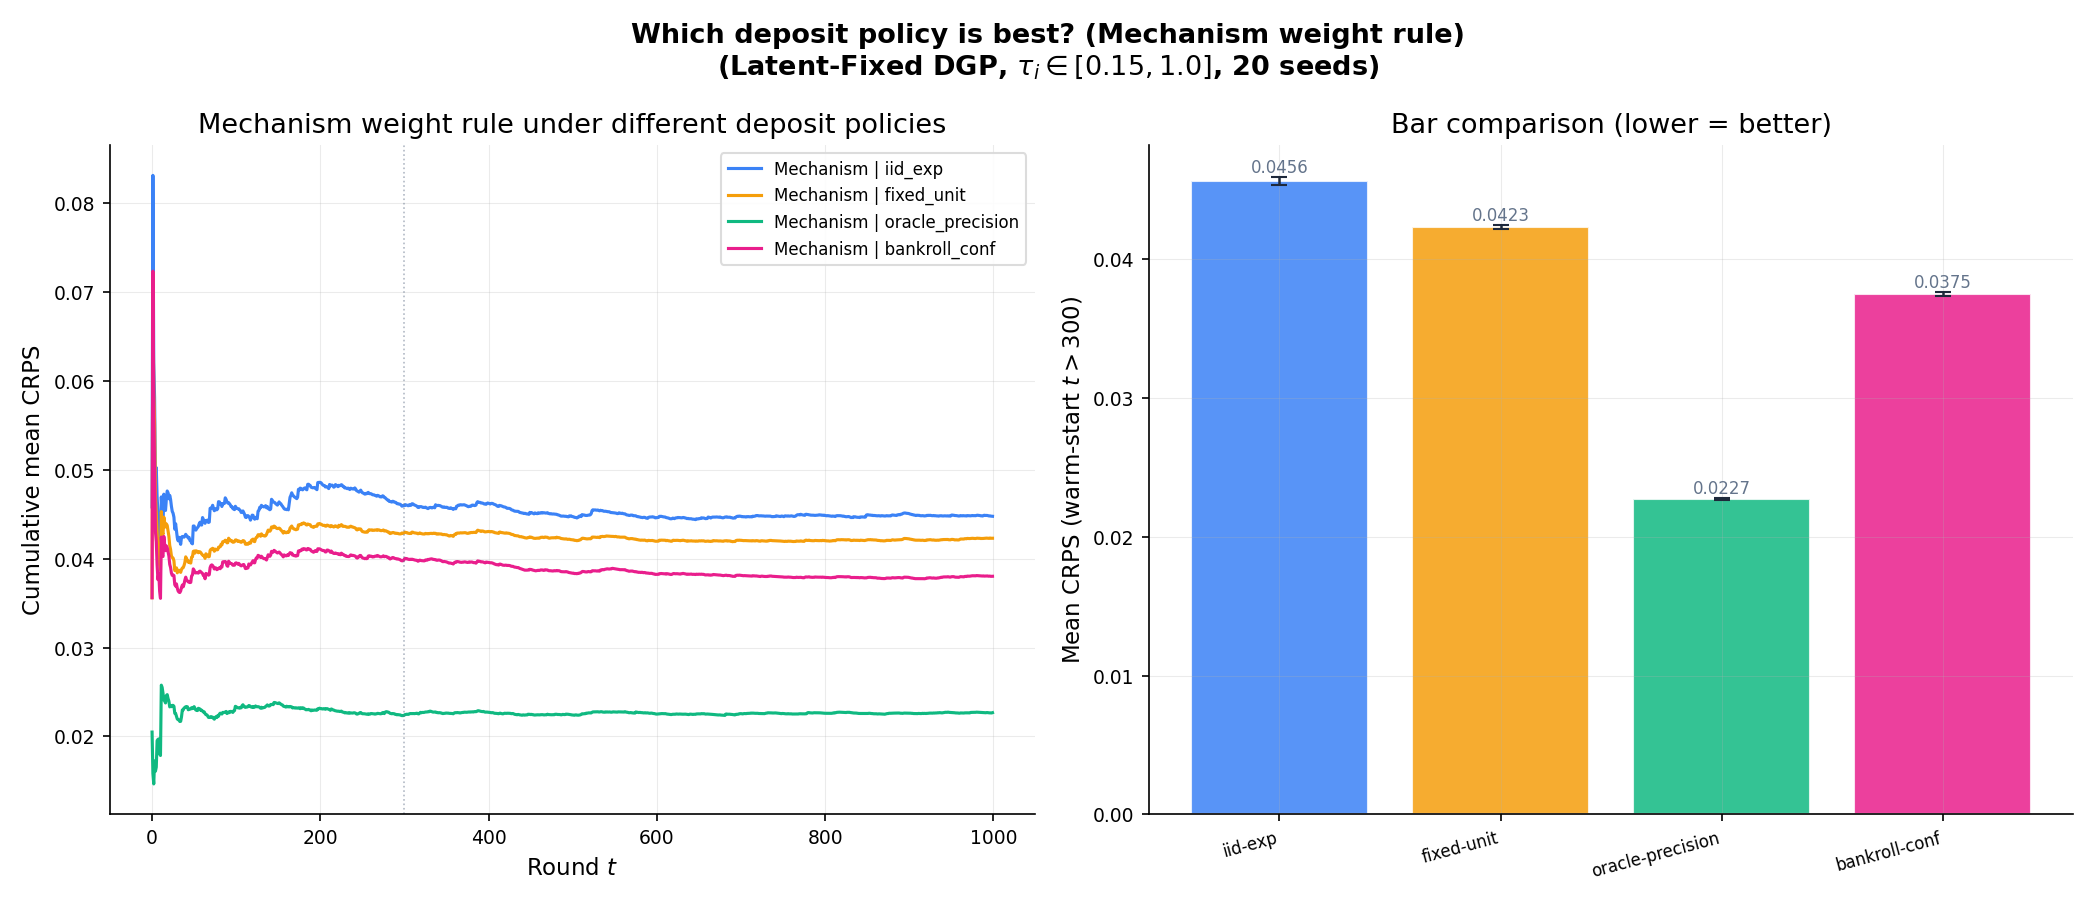 Which deposit policy is best? (Mechanism weight rule)
(Latent-Fixed DGP, τ_i ∈ [0.15, 1.0], 20 seeds)
Mechanism weight rule under different deposit policies
Cumulative mean CRPS
0.08
0.07
0.06
0.05
0.04
0.03
0.02
Mechanism | iid_exp
Mechanism | fixed_unit
Mechanism | oracle_precision
Mechanism | bankroll_conf
0
200
400
600
800
1000
Round t
Bar comparison (lower = better)
Mean CRPS (warm-start t > 300)
0.04
0.03
0.02
0.01
0.00
0.0456
0.0423
0.0227
0.0375
iid-exp
fixed-unit
oracle-precision
bankroll-conf